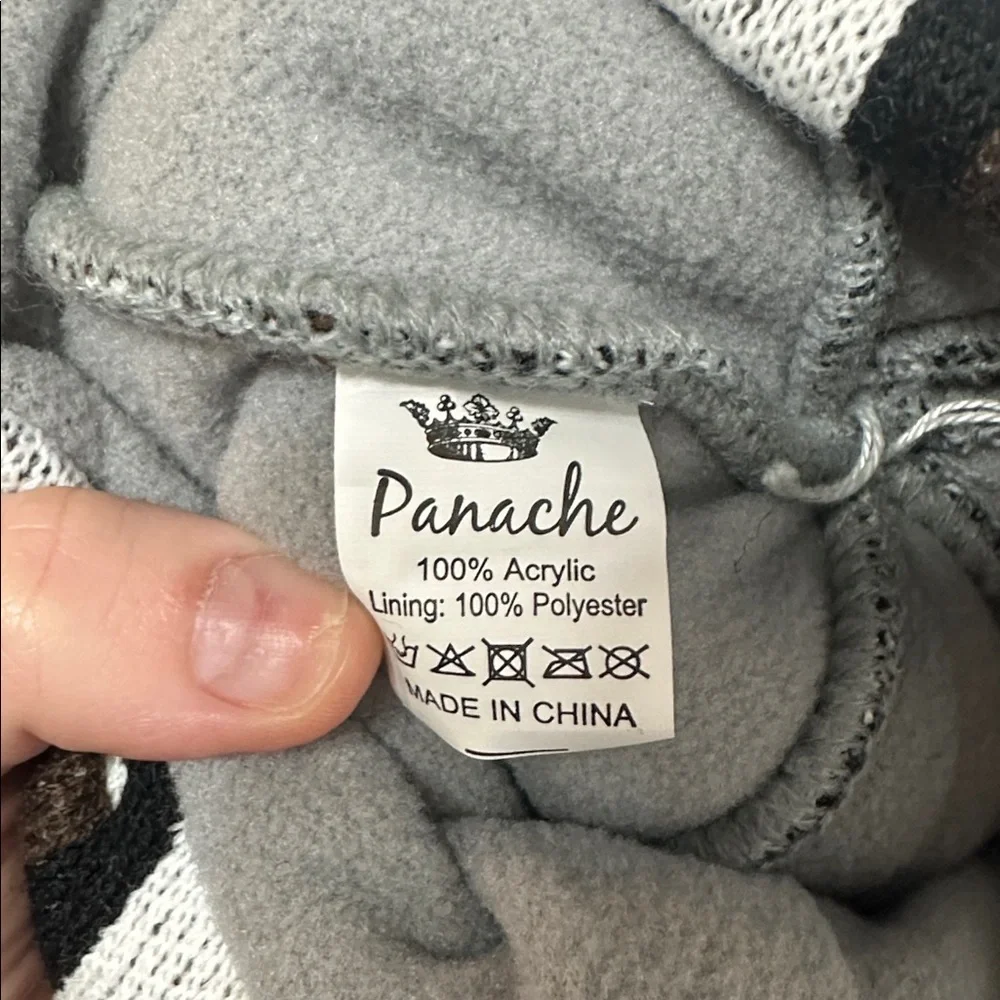 Panache
100% Acrylic
Lining: 100% Polyester
MADE IN CHINA